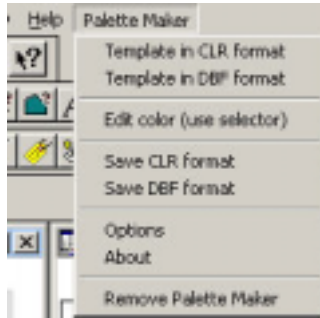 Help Palette Maker
Template in CLR format
Template in DBF format
Edit color (use selector)
Save CLR format
Save DBF format
Options
About
Remove Palette Maker